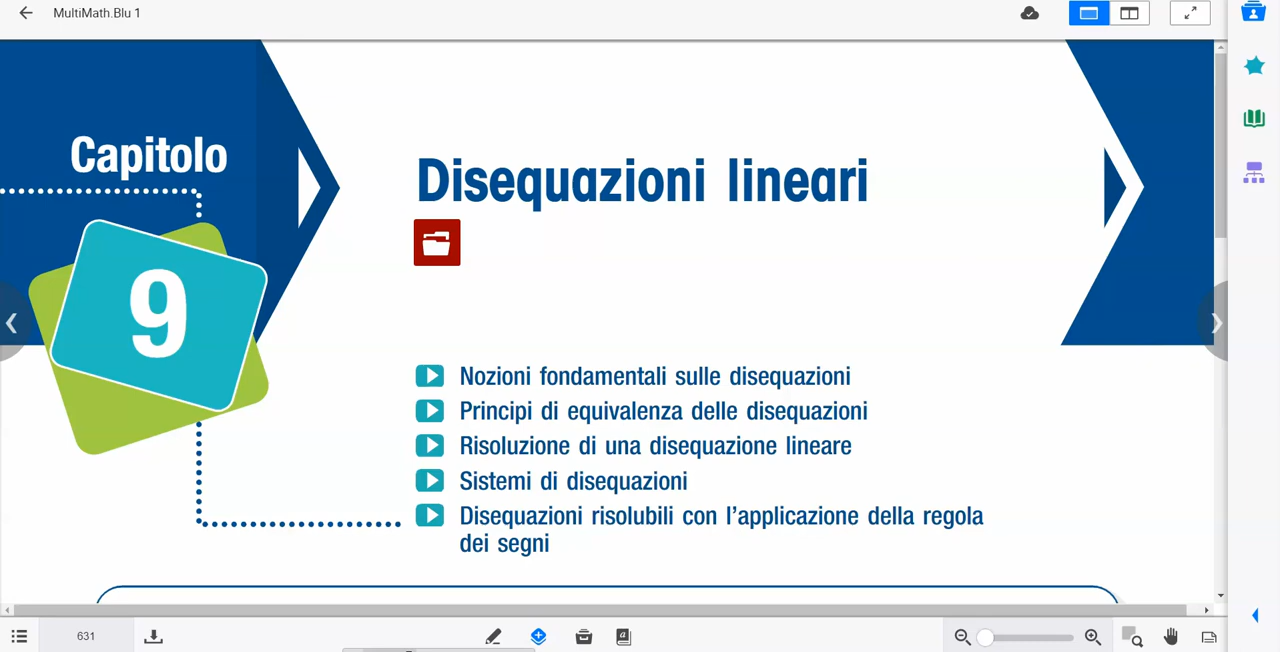 MultiMath.Blu 1
Capitolo
9
Disequazioni lineari
Nozioni fondamentali sulle disequazioni
Principi di equivalenza delle disequazioni
Risoluzione di una disequazione lineare
Sistemi di disequazioni
Disequazioni risolubili con l'applicazione della regola
dei segni
631